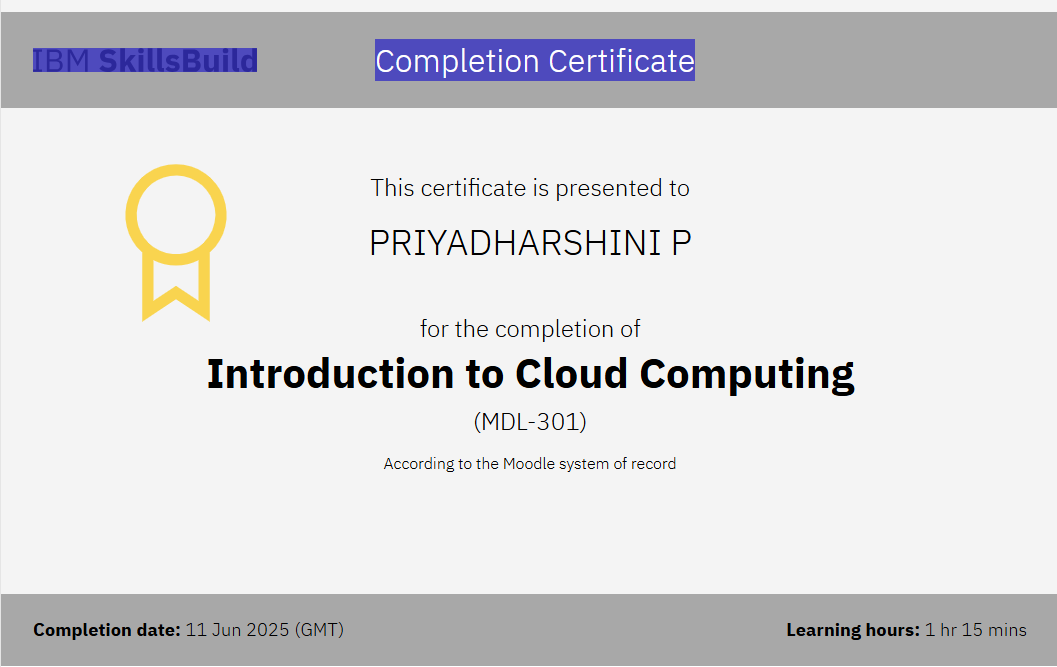 IBM SkillsBuild
Completion Certificate
This certificate is presented to
PRIYADHARSHINI P
for the completion of
Introduction to Cloud Computing
(MDL-301)
According to the Moodle system of record
Completion date: 11 Jun 2025 (GMT)
Learning hours: 1 hr 15 mins